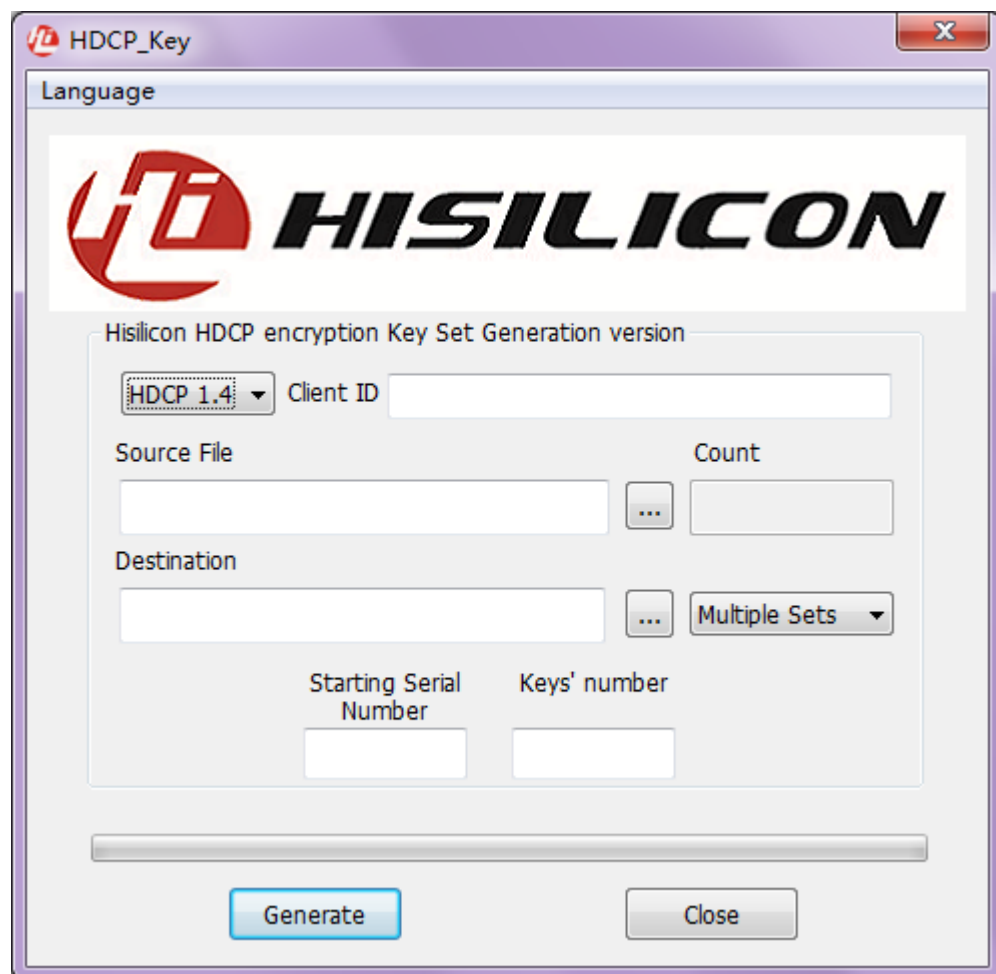 HDCP_Key
Language
HISILICON
Hisilicon HDCP encryption Key Set Generation version
HDCP 1.4 Client ID
Source File Count
...
Destination
... Multiple Sets
Starting Serial Number Keys' number
Generate Close